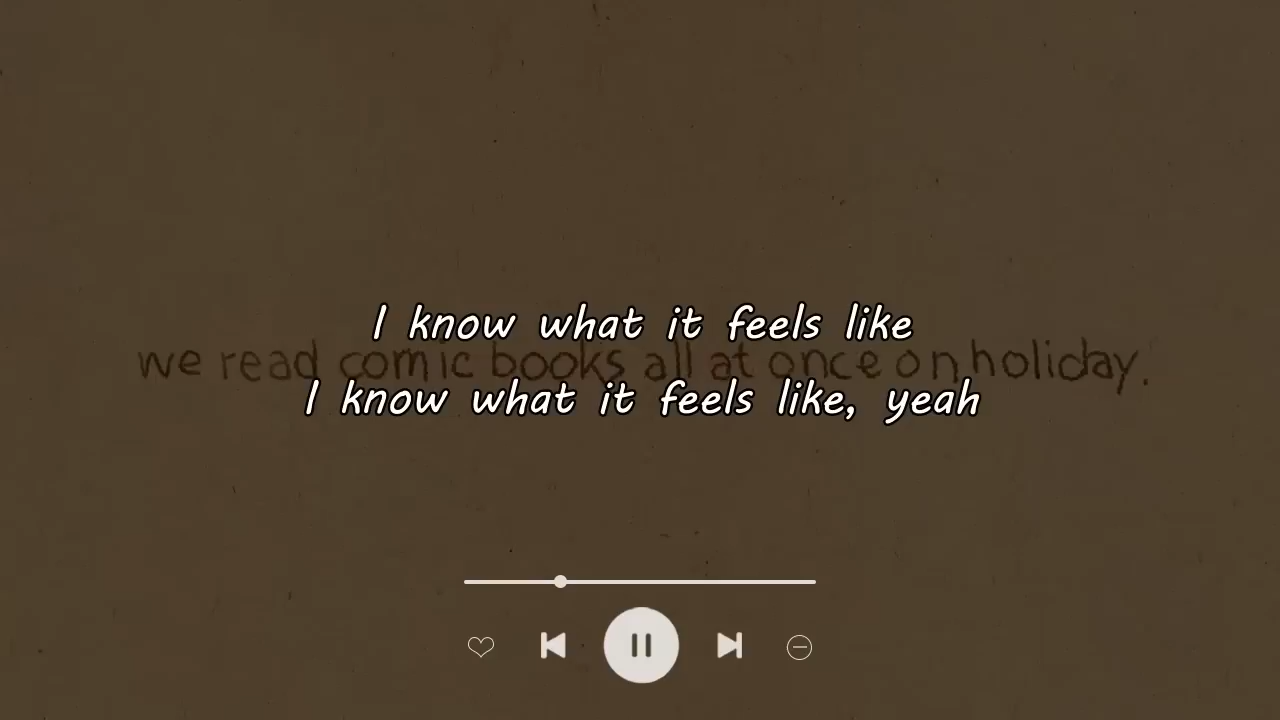 I know what it feels like
we read comic books all at once on holiday.
I know what it feels like, yeah